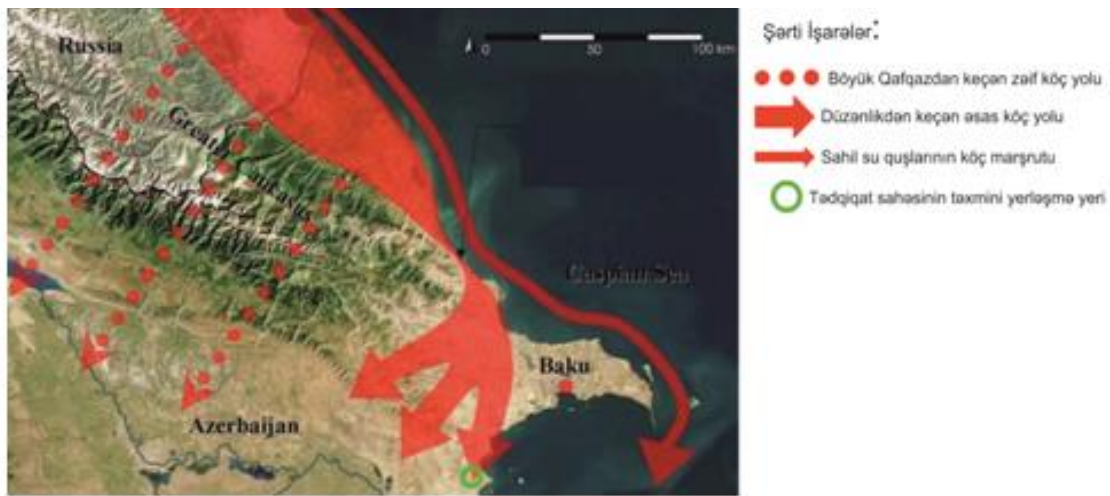 Russia
0 50 100 km
Greater Caucasus
Caspian Sea
Baku
Azerbaijan
Şərti İşarələr:
Böyük Qafqazdan keçən zəif köç yolu
Düzənlikdən keçən əsas köç yolu
Sahil su quşlarının köç marşrutu
Tədqiqat sahəsinin təxmini yerləşmə yeri